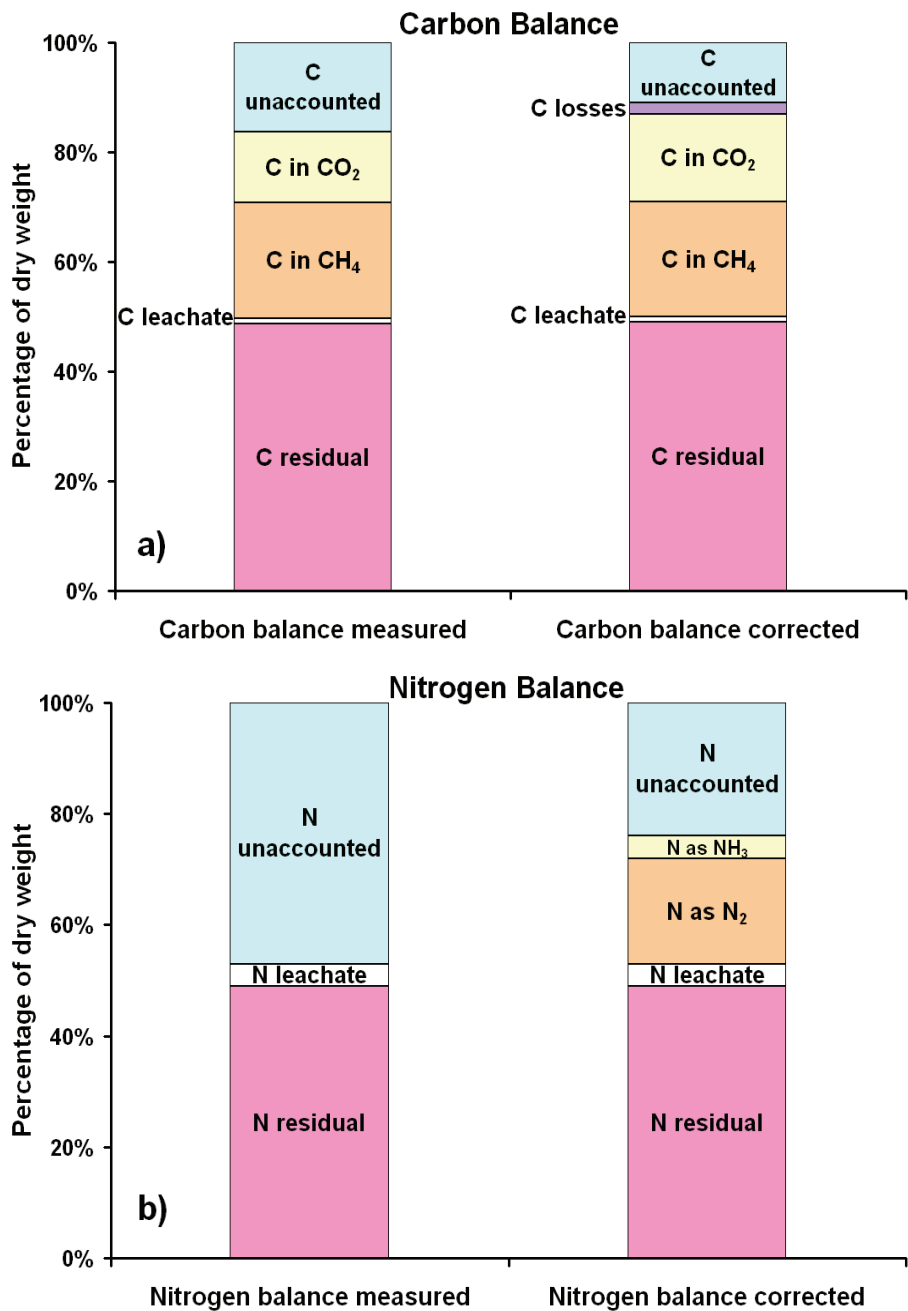 Carbon Balance
Percentage of dry weight
100%
80%
60%
40%
20%
0%
C
unaccounted
C in CO₂
C in CH₄
C leachate
C residual
C
unaccounted
C losses
C in CO₂
C in CH₄
C leachate
C residual
a)
Carbon balance measured
Carbon balance corrected
Nitrogen Balance
Percentage of dry weight
100%
80%
60%
40%
20%
0%
N
unaccounted
N leachate
N residual
N
unaccounted
N as NH₃
N as N₂
N leachate
N residual
b)
Nitrogen balance measured
Nitrogen balance corrected